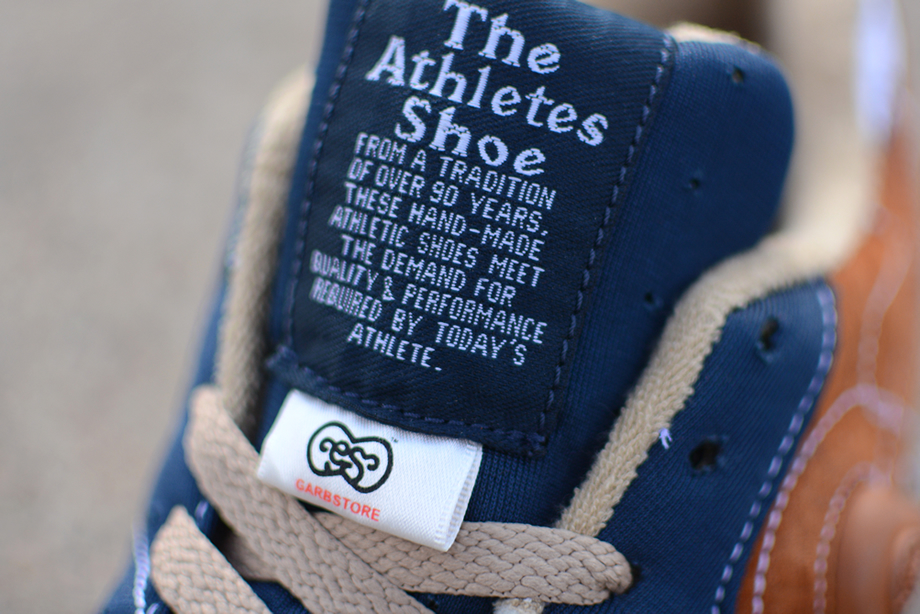 The
Athletes
Shoe
FROM A TRADITION
OF OVER 90 YEARS,
THESE HAND-MADE
ATHLETIC SHOES MEET
THE DEMAND FOR
QUALITY & PERFORMANCE
REQUIRED BY TODAY'S
ATHLETE.
GARBSTORE